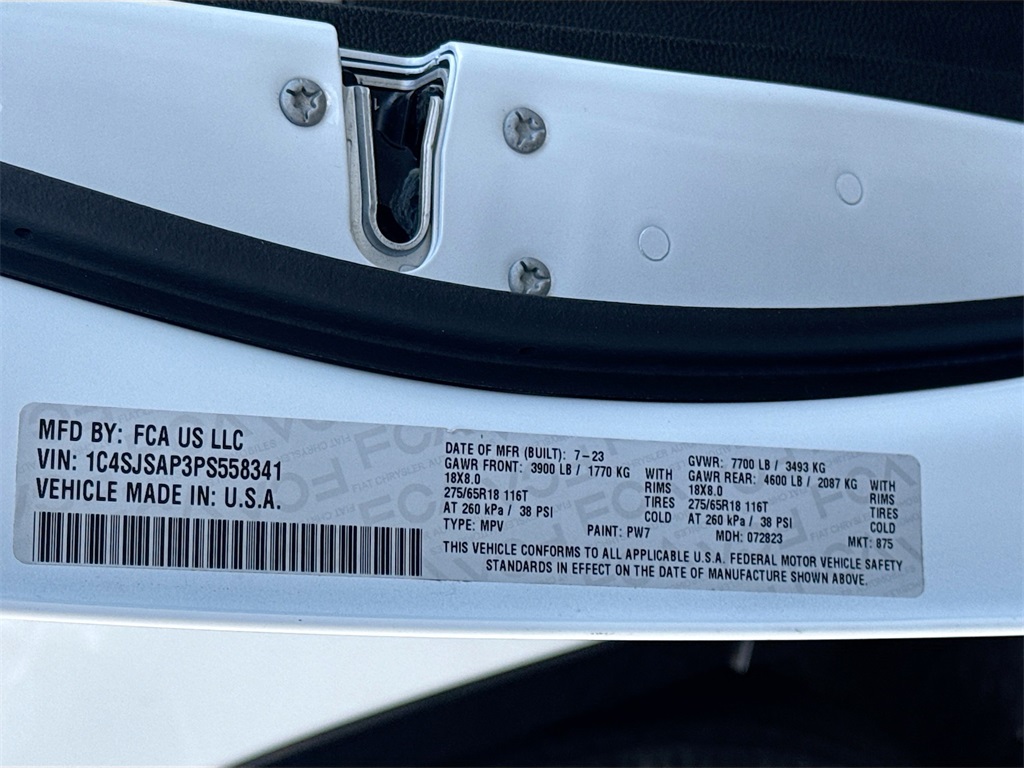 MFD BY: FCA US LLC
VIN: 1C4SJSAP3PS558341
VEHICLE MADE IN: U.S.A.
DATE OF MFR (BUILT): 7-23
GAWR FRONT: 3900 LB / 1770 KG WITH
18X8.0 RIMS
275/65R18 116T TIRES
AT 260 kPa / 38 PSI COLD
TYPE: MPV PAINT: PW7
GVWR: 7700 LB / 3493 KG
GAWR REAR: 4600 LB / 2087 KG WITH
18X8.0 RIMS
275/65R18 116T TIRES
AT 260 kPa / 38 PSI COLD
MDH: 072823 MKT: 875
THIS VEHICLE CONFORMS TO ALL APPLICABLE U.S.A. FEDERAL MOTOR VEHICLE SAFETY
STANDARDS IN EFFECT ON THE DATE OF MANUFACTURE SHOWN ABOVE.